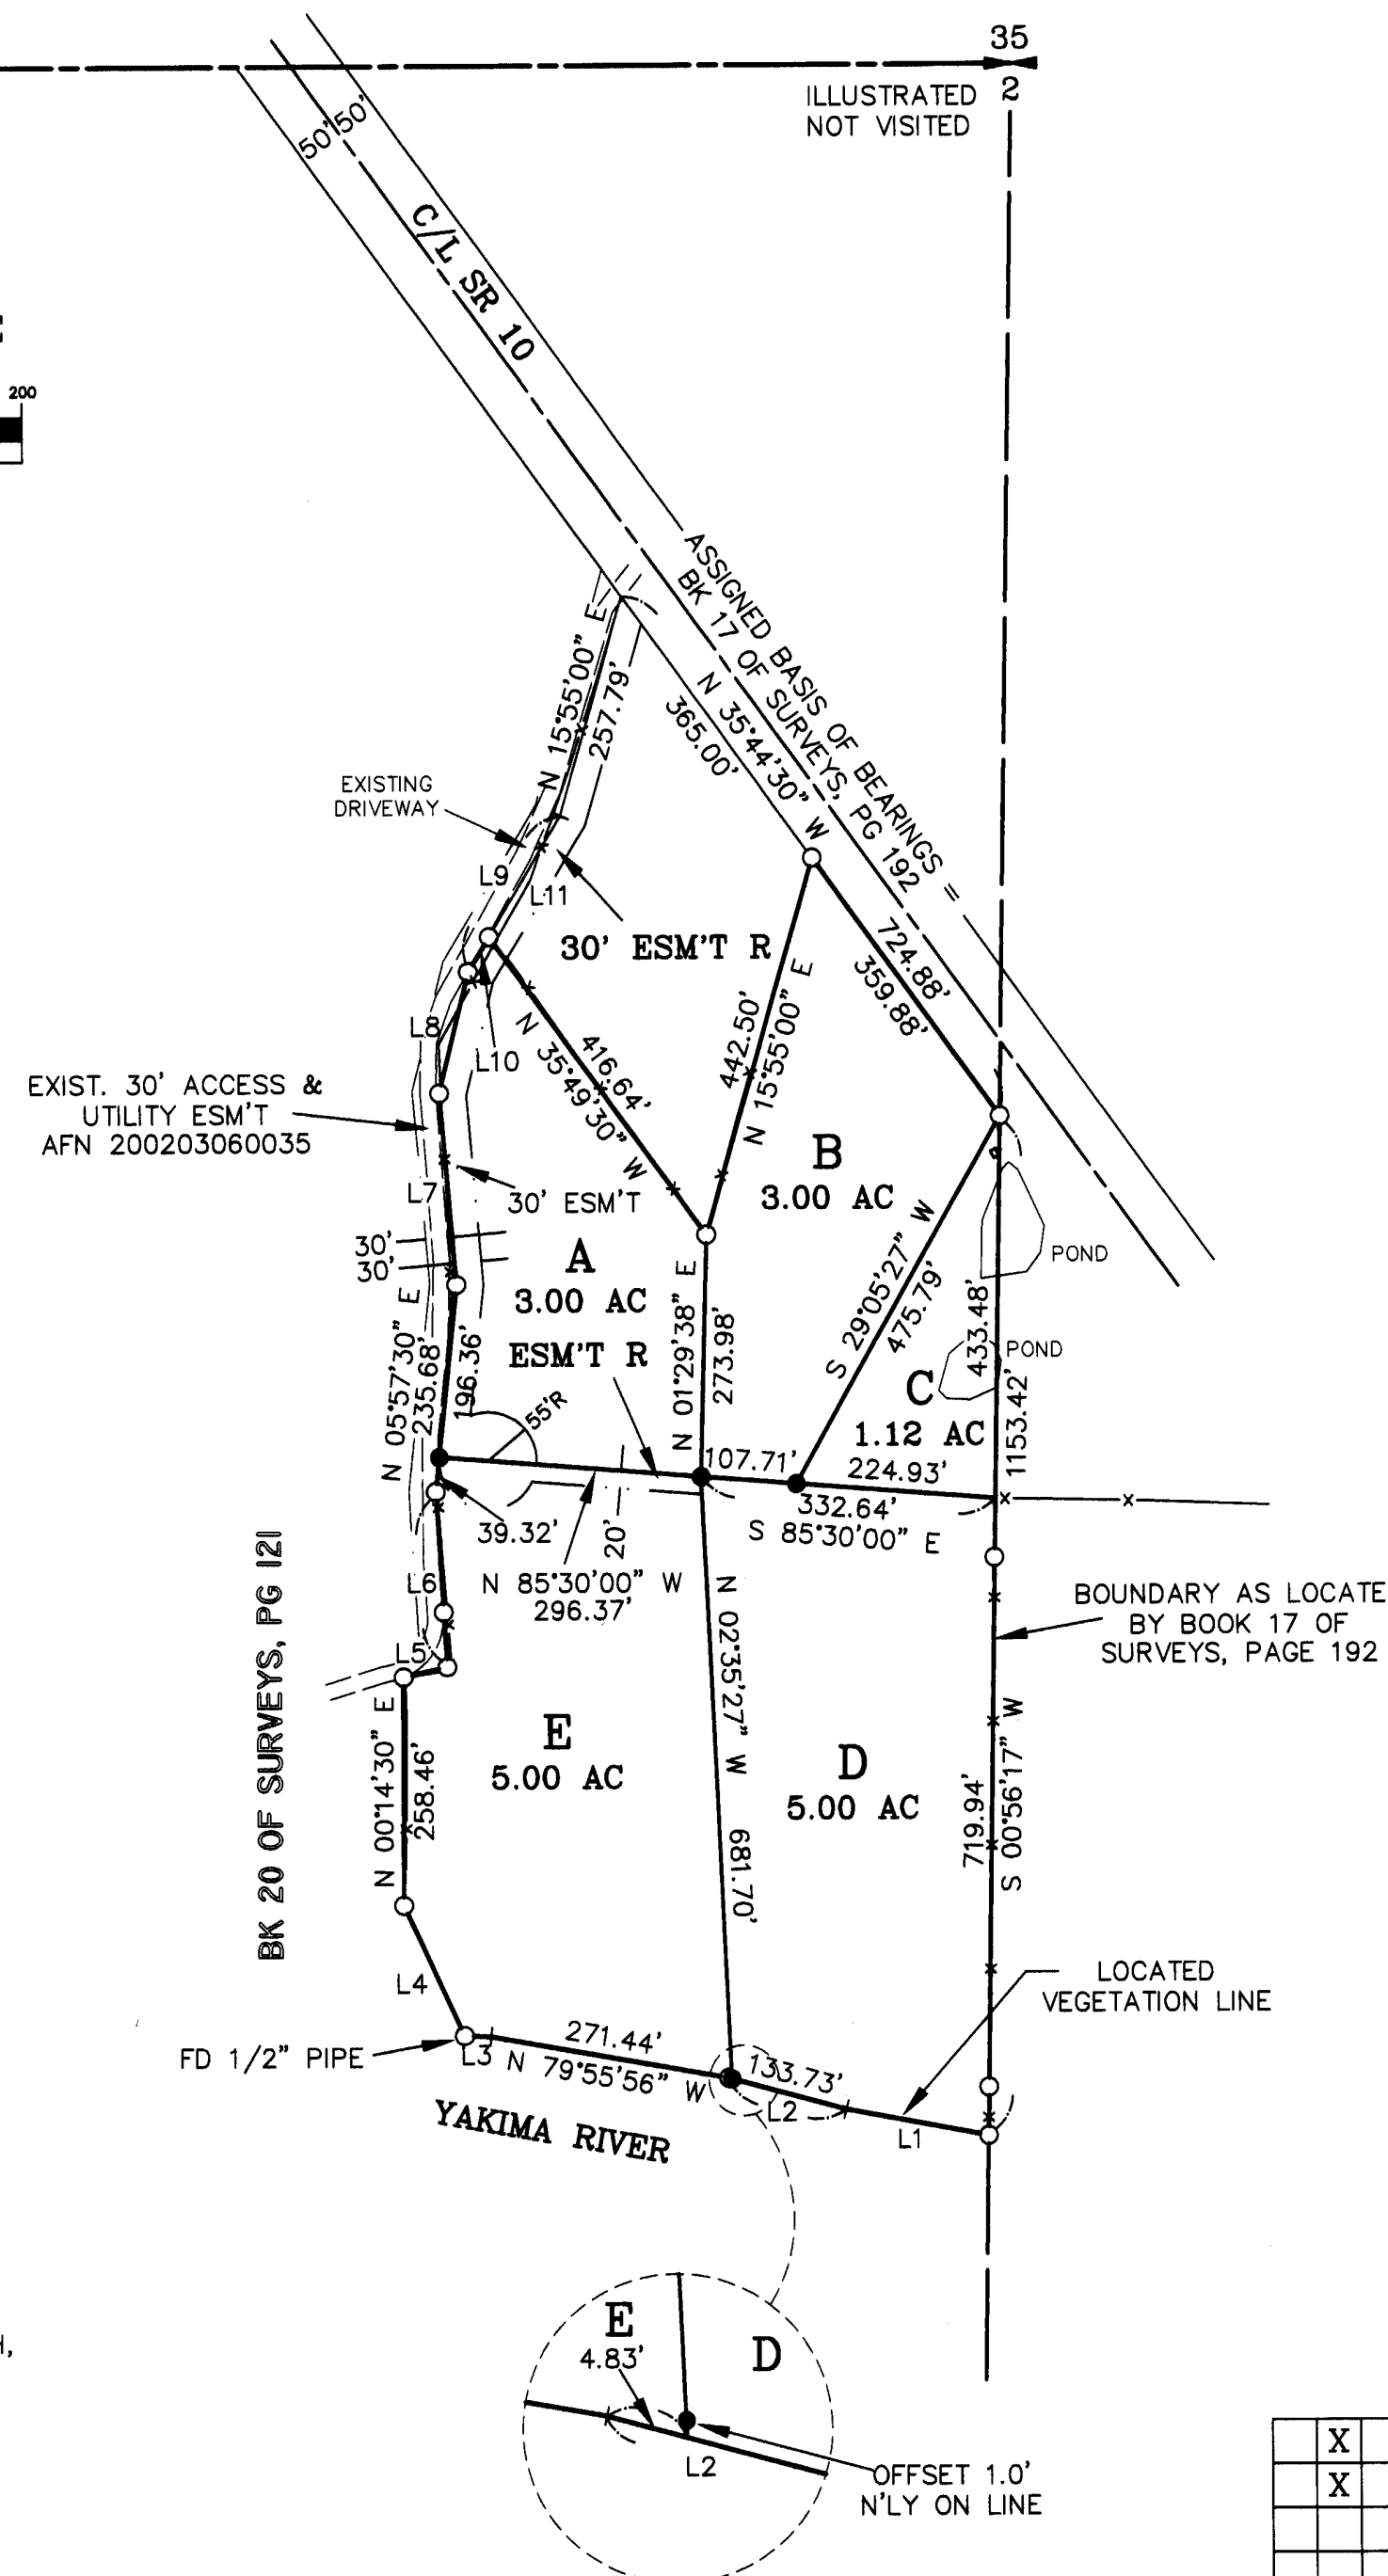 35
2
ILLUSTRATED
NOT VISITED
50' 50'
C/L SR 10
200
ASSIGNED BASIS OF BEARINGS =
BK 17 OF SURVEYS, PG 192
N 35°44'30" W
365.00'
724.88'
359.88'
N 15°55'00" E
257.79'
EXISTING
DRIVEWAY
L9
L11
30' ESM'T R
L8
L10
416.64'
N 35°49'30" W
442.50'
N 15°55'00" E
EXIST. 30' ACCESS &
UTILITY ESM'T
AFN 200203060035
B
3.00 AC
L7
30' ESM'T
30'
30'
A
3.00 AC
ESM'T R
POND
POND
S 29°05'27" W
475.79'
433.48'
1153.42'
C
1.12 AC
N 05°57'30" E
235.68'
196.36'
55'R
N 01°29'38" E
273.98'
107.71'
224.93'
332.64'
S 85°30'00" E
39.32'
20'
N 85°30'00" W
296.37'
L6
L5
BK 20 OF SURVEYS, PG 121
BOUNDARY AS LOCATE
BY BOOK 17 OF
SURVEYS, PAGE 192
N 02°35'27" W 681.70'
E
5.00 AC
D
5.00 AC
719.94'
S 00°56'17" W
N 00°14'30" E
258.46'
L4
LOCATED
VEGETATION LINE
FD 1/2" PIPE
L3
271.44'
N 79°55'56" W
133.73'
L2
L1
YAKIMA RIVER
E
4.83'
D
L2
OFFSET 1.0'
N'LY ON LINE
X
X